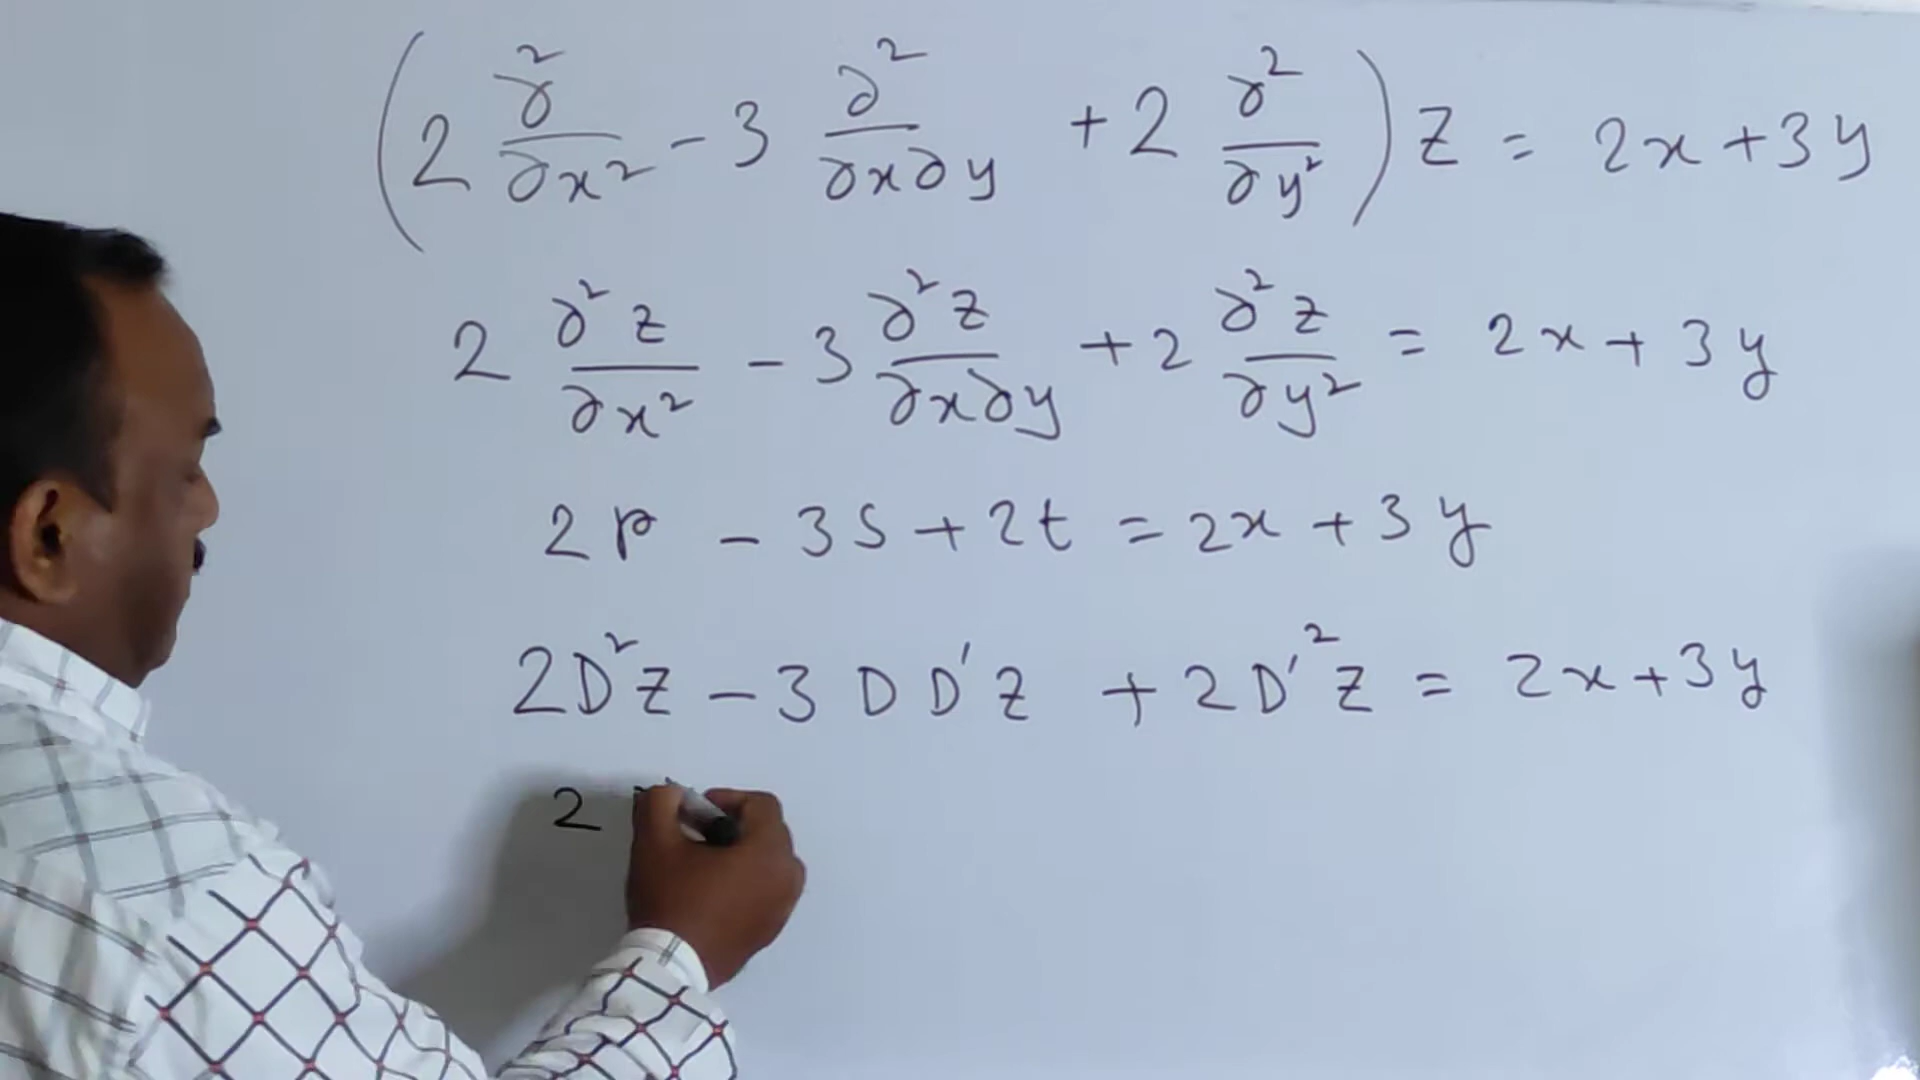 (2 ∂²/∂x² - 3 ∂²/∂x∂y + 2 ∂²/∂y²) z = 2x + 3y
2 ∂²z/∂x² - 3 ∂²z/∂x∂y + 2 ∂²z/∂y² = 2x + 3y
2r - 3s + 2t = 2x + 3y
2D²z - 3DD'z + 2D'²z = 2x + 3y
2